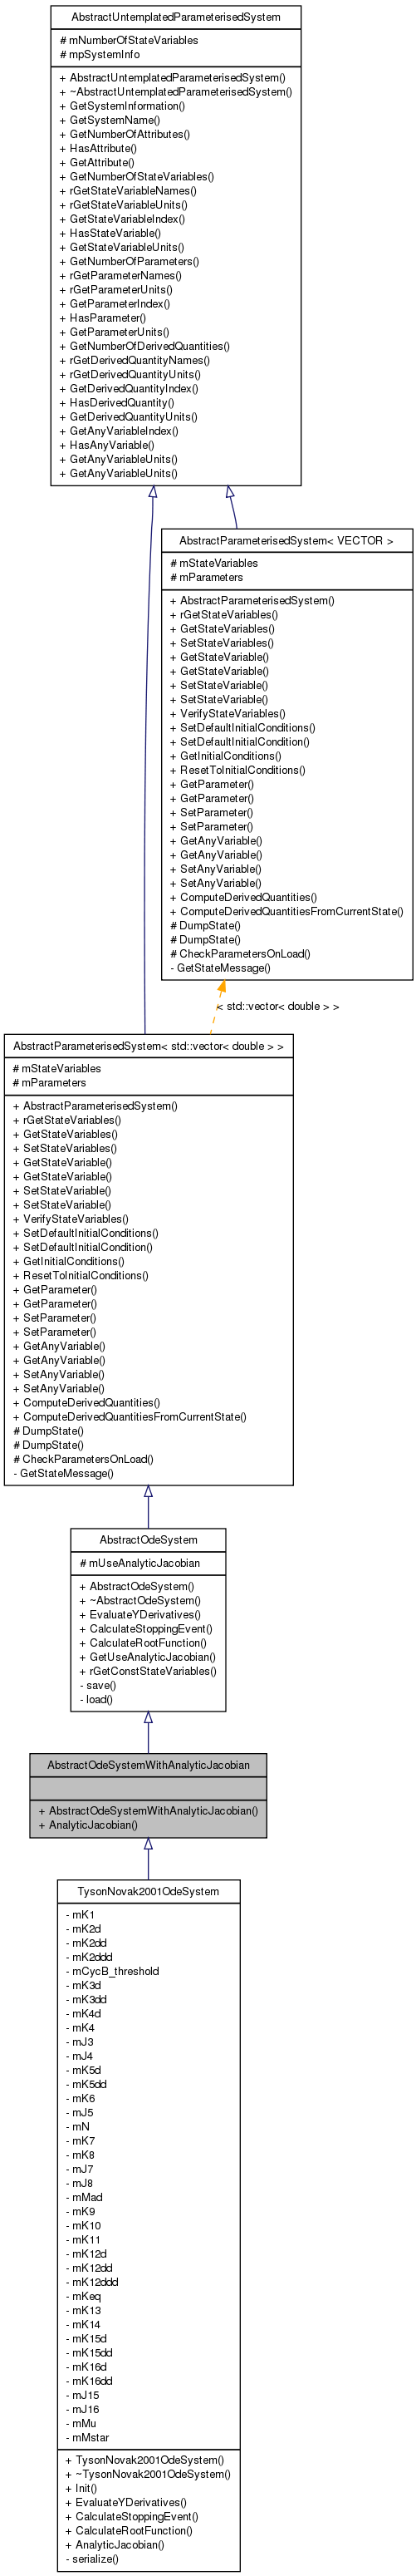 AbstractUntemplatedParameterisedSystem
# mNumberOfStateVariables
# mpSystemInfo
+ AbstractUntemplatedParameterisedSystem()
+ ~AbstractUntemplatedParameterisedSystem()
+ GetSystemInformation()
+ GetSystemName()
+ GetNumberOfAttributes()
+ HasAttribute()
+ GetAttribute()
+ GetNumberOfStateVariables()
+ rGetStateVariableNames()
+ rGetStateVariableUnits()
+ GetStateVariableIndex()
+ HasStateVariable()
+ GetStateVariableUnits()
+ GetNumberOfParameters()
+ rGetParameterNames()
+ rGetParameterUnits()
+ GetParameterIndex()
+ HasParameter()
+ GetParameterUnits()
+ GetNumberOfDerivedQuantities()
+ rGetDerivedQuantityNames()
+ rGetDerivedQuantityUnits()
+ GetDerivedQuantityIndex()
+ HasDerivedQuantity()
+ GetDerivedQuantityUnits()
+ GetAnyVariableIndex()
+ HasAnyVariable()
+ GetAnyVariableUnits()
+ GetAnyVariableUnits()
AbstractParameterisedSystem< VECTOR >
# mStateVariables
# mParameters
+ AbstractParameterisedSystem()
+ rGetStateVariables()
+ GetStateVariables()
+ SetStateVariables()
+ GetStateVariable()
+ GetStateVariable()
+ SetStateVariable()
+ SetStateVariable()
+ VerifyStateVariables()
+ SetDefaultInitialConditions()
+ SetDefaultInitialCondition()
+ GetInitialConditions()
+ ResetToInitialConditions()
+ GetParameter()
+ GetParameter()
+ SetParameter()
+ SetParameter()
+ GetAnyVariable()
+ GetAnyVariable()
+ SetAnyVariable()
+ SetAnyVariable()
+ ComputeDerivedQuantities()
+ ComputeDerivedQuantitiesFromCurrentState()
# DumpState()
# DumpState()
# CheckParametersOnLoad()
- GetStateMessage()
< std::vector< double > >
AbstractParameterisedSystem< std::vector< double > >
# mStateVariables
# mParameters
+ AbstractParameterisedSystem()
+ rGetStateVariables()
+ GetStateVariables()
+ SetStateVariables()
+ GetStateVariable()
+ GetStateVariable()
+ SetStateVariable()
+ SetStateVariable()
+ VerifyStateVariables()
+ SetDefaultInitialConditions()
+ SetDefaultInitialCondition()
+ GetInitialConditions()
+ ResetToInitialConditions()
+ GetParameter()
+ GetParameter()
+ SetParameter()
+ SetParameter()
+ GetAnyVariable()
+ GetAnyVariable()
+ SetAnyVariable()
+ SetAnyVariable()
+ ComputeDerivedQuantities()
+ ComputeDerivedQuantitiesFromCurrentState()
# DumpState()
# DumpState()
# CheckParametersOnLoad()
- GetStateMessage()
AbstractOdeSystem
# mUseAnalyticJacobian
+ AbstractOdeSystem()
+ ~AbstractOdeSystem()
+ EvaluateYDerivatives()
+ CalculateStoppingEvent()
+ CalculateRootFunction()
+ GetUseAnalyticJacobian()
+ rGetConstStateVariables()
- save()
- load()
AbstractOdeSystemWithAnalyticJacobian
+ AbstractOdeSystemWithAnalyticJacobian()
+ AnalyticJacobian()
TysonNovak2001OdeSystem
- mK1
- mK2d
- mK2dd
- mK2ddd
- mCycB_threshold
- mK3d
- mK3dd
- mK4d
- mK4
- mJ3
- mJ4
- mK5d
- mK5dd
- mK6
- mJ5
- mN
- mK7
- mK8
- mJ7
- mJ8
- mMad
- mK9
- mK10
- mK11
- mK12d
- mK12dd
- mK12ddd
- mKeq
- mK13
- mK14
- mK15d
- mK15dd
- mK16d
- mK16dd
- mJ15
- mJ16
- mMu
- mMstar
+ TysonNovak2001OdeSystem()
+ ~TysonNovak2001OdeSystem()
+ Init()
+ EvaluateYDerivatives()
+ CalculateStoppingEvent()
+ CalculateRootFunction()
+ AnalyticJacobian()
- serialize()